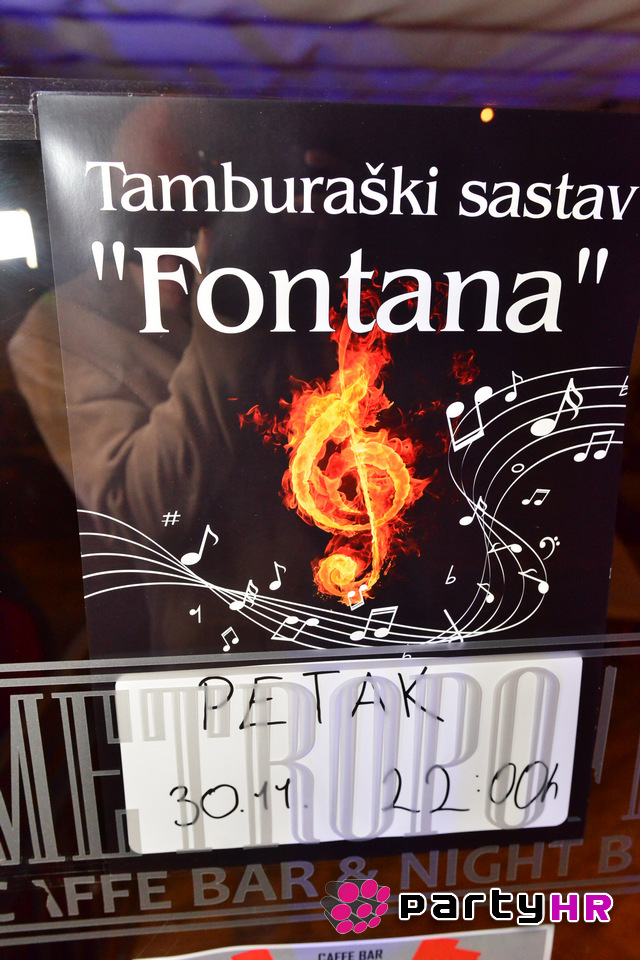 Tamburaški sastav
"Fontana"
PETAK
30.11. 22:00h
METROPO
CAFFE BAR & NIGHT B
partyHR
CAFFE BAR